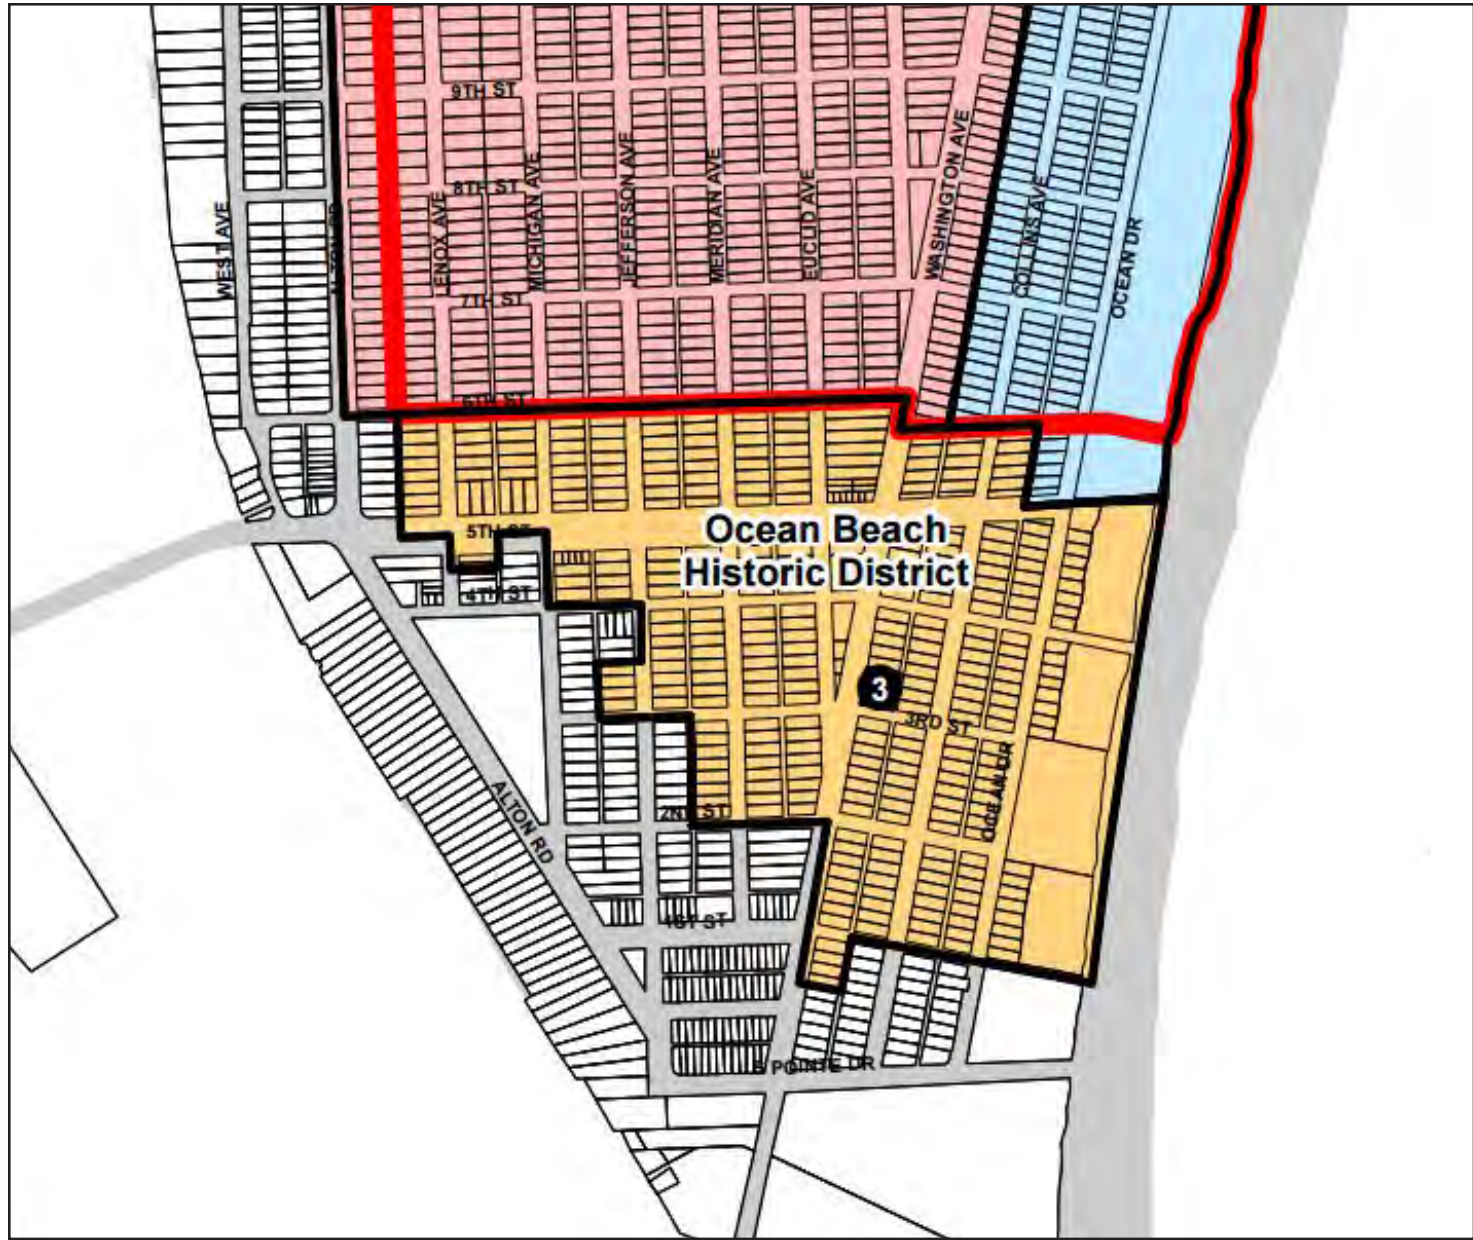 9TH ST
8TH ST
WEST AVE
ALTON RD
LENOX AVE
MICHIGAN AVE
JEFFERSON AVE
MERIDIAN AVE
EUCLID AVE
WASHINGTON AVE
COLLINS AVE
OCEAN DR
7TH ST
6TH ST
5TH ST
Ocean Beach
Historic District
4TH ST
3
3RD ST
OCEAN DR
ALTON RD
2ND ST
1ST ST
S POINTE DR